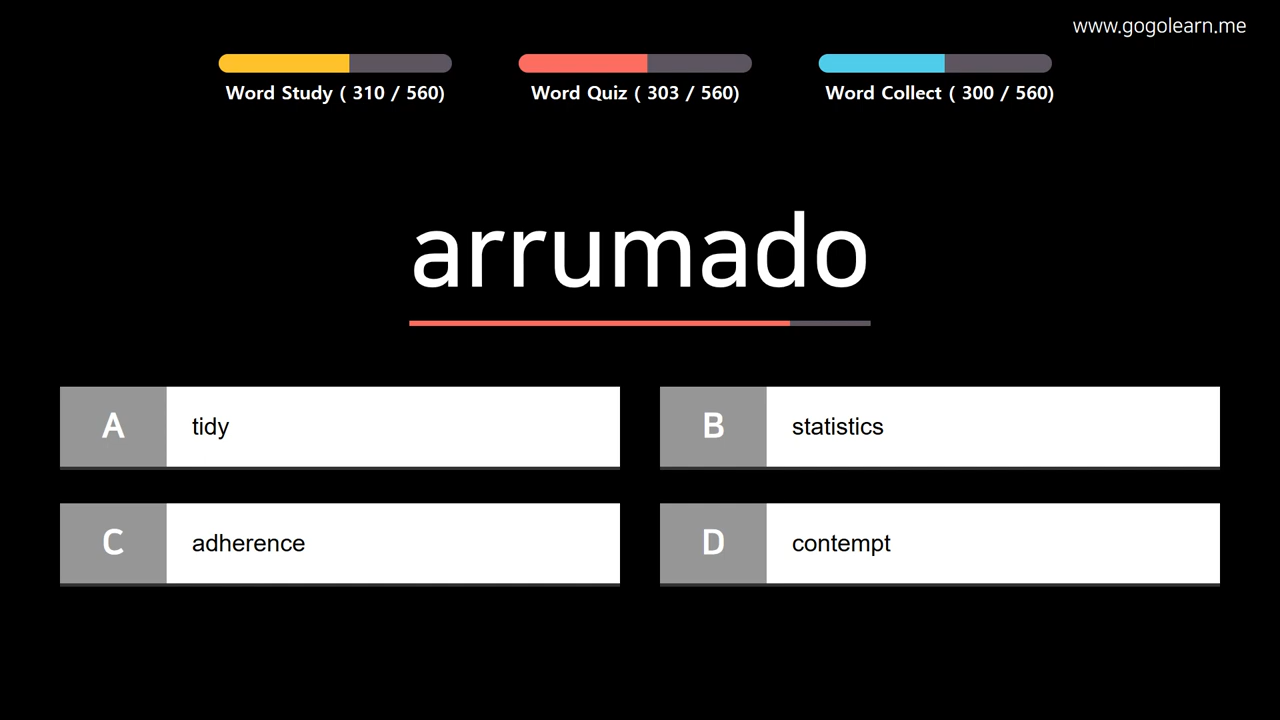 www.gogolearn.me
Word Study ( 310 / 560)
Word Quiz ( 303 / 560)
Word Collect ( 300 / 560)
arrumado
A tidy
B statistics
C adherence
D contempt